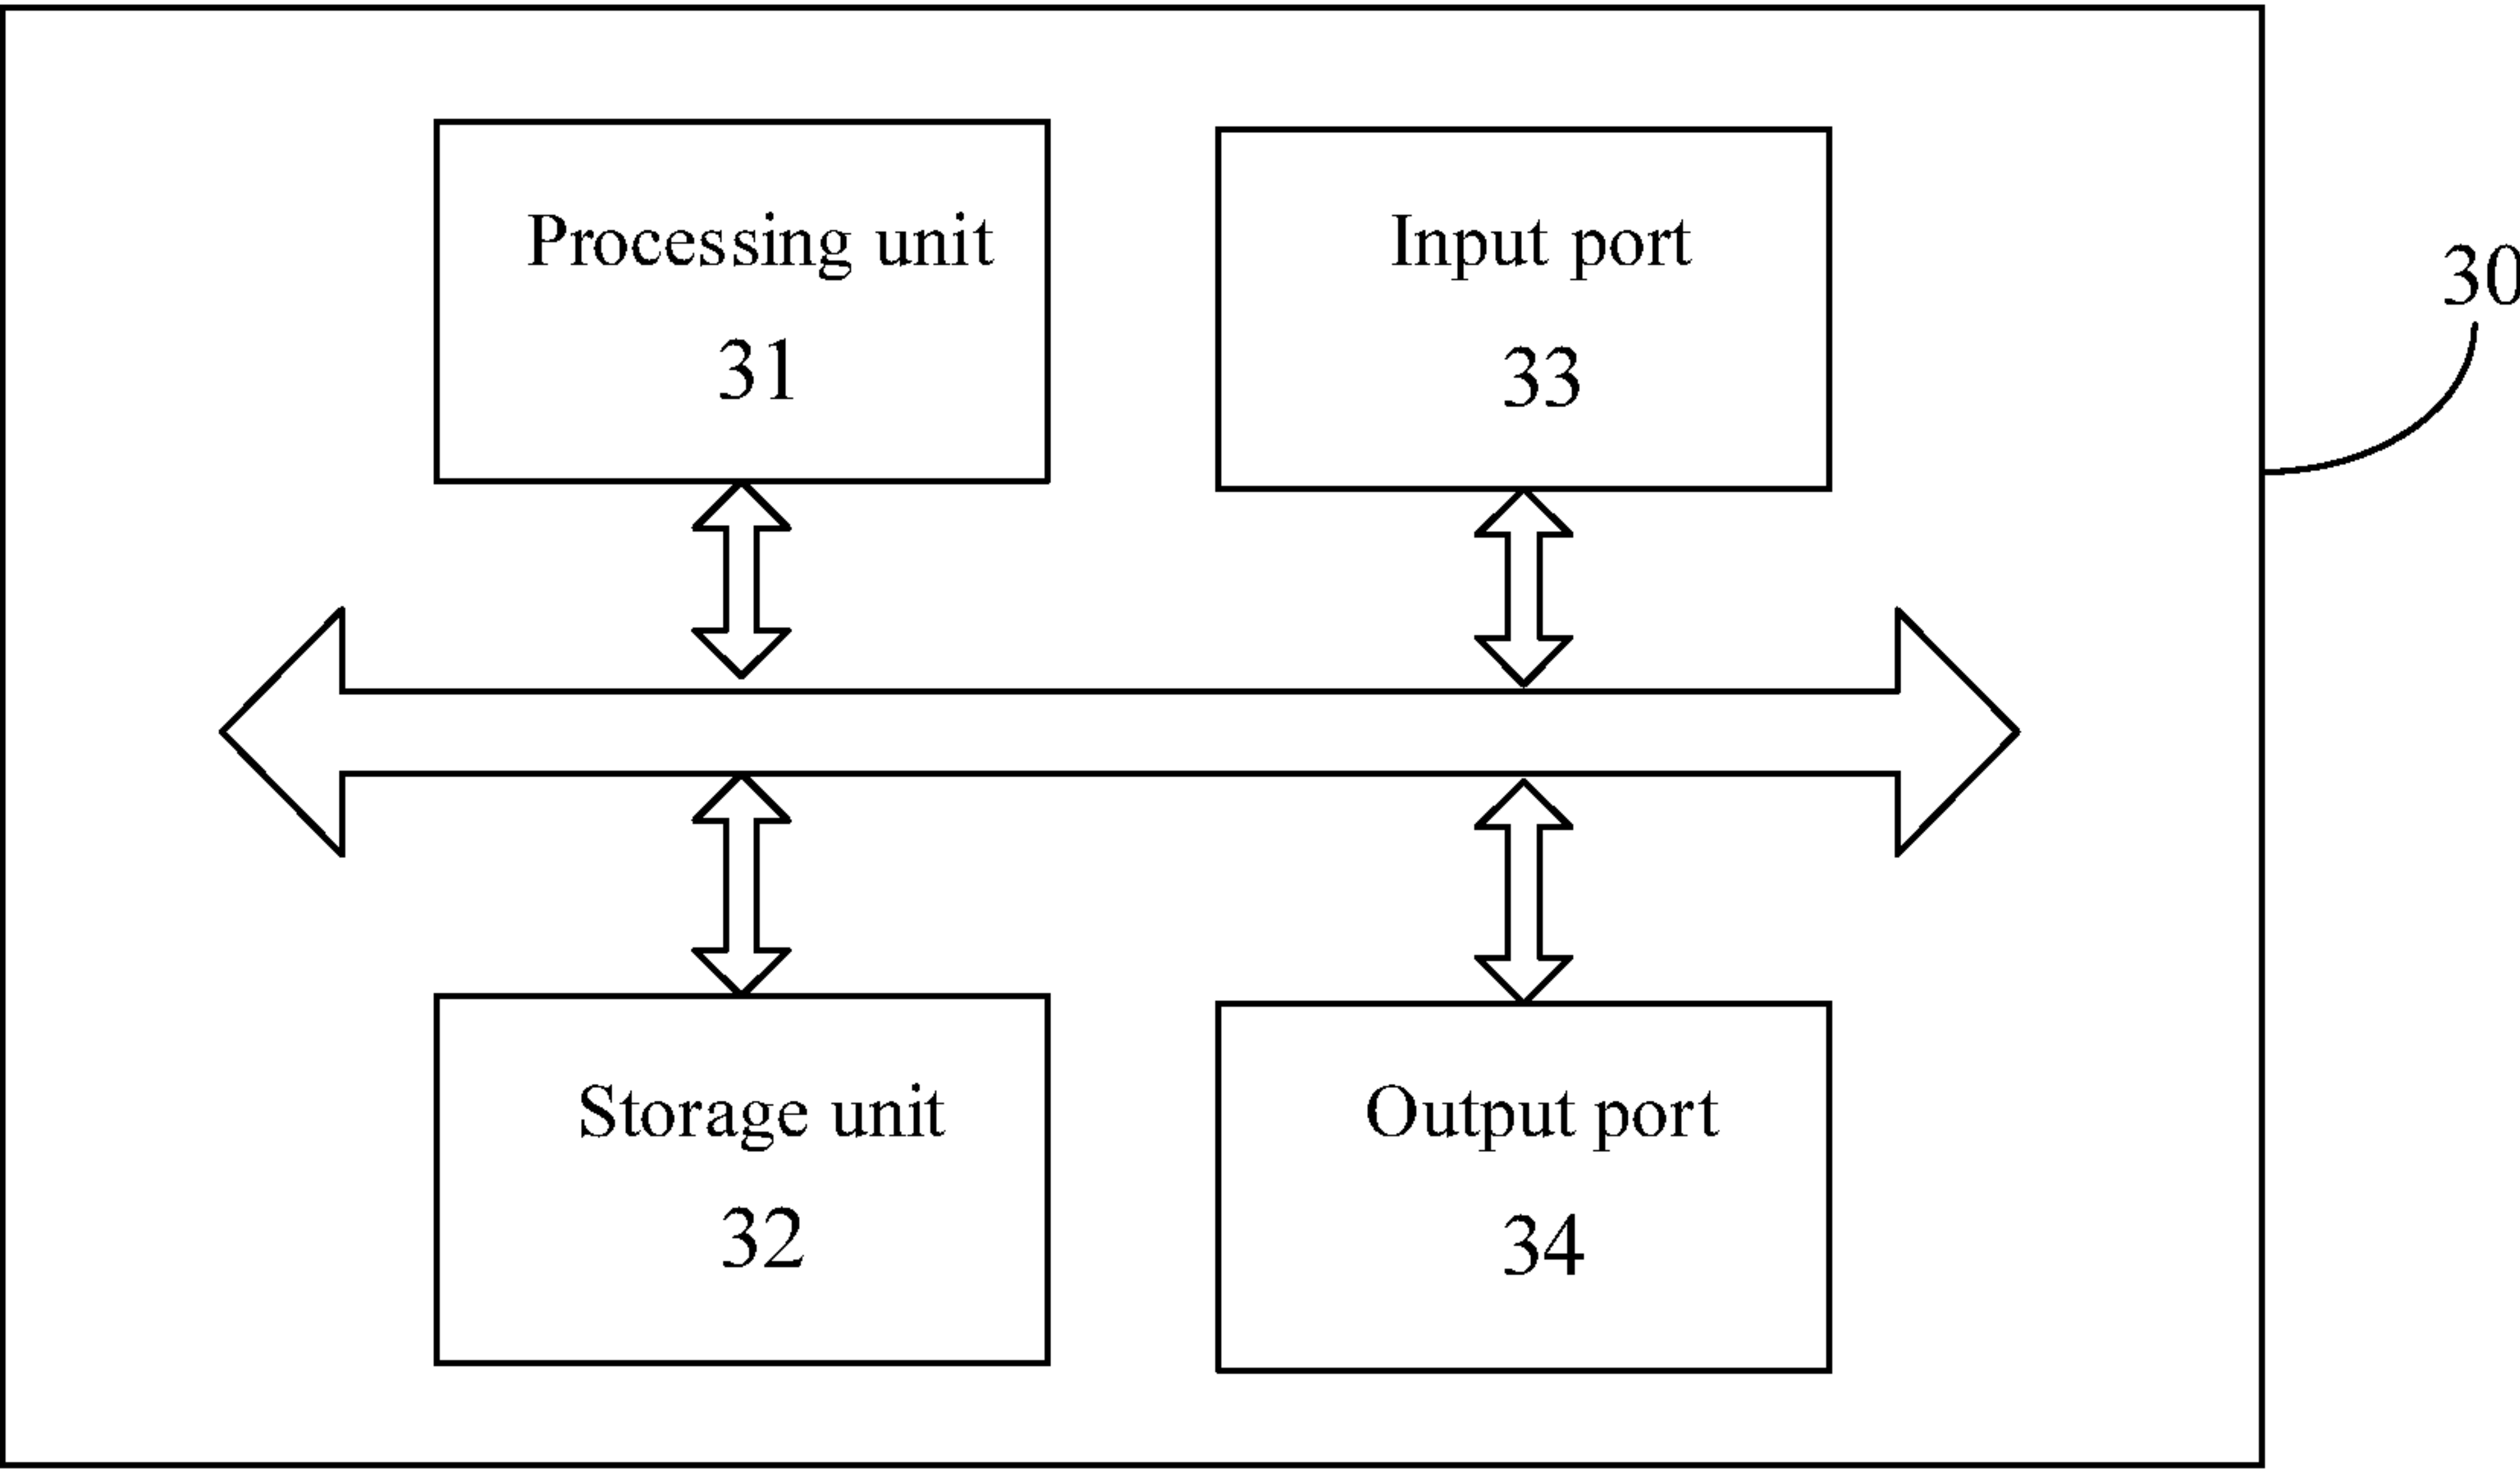 Processing unit
31
Input port
33
30
Storage unit
32
Output port
34